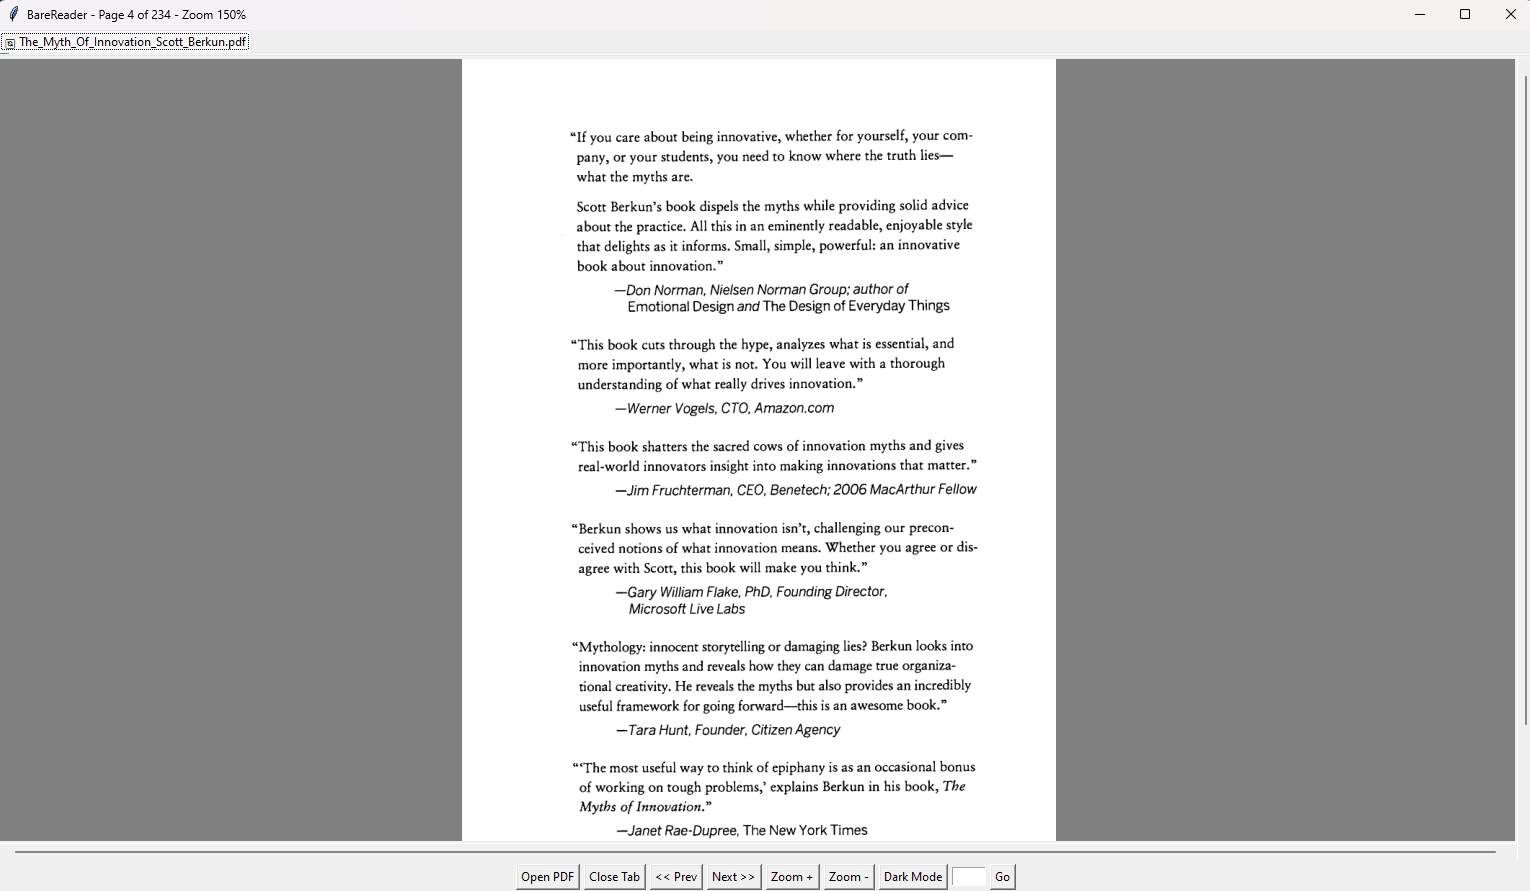 BareReader - Page 4 of 234 - Zoom 150%
The_Myth_Of_Innovation_Scott_Berkun.pdf
“If you care about being innovative, whether for yourself, your com-
pany, or your students, you need to know where the truth lies—
what the myths are.
Scott Berkun’s book dispels the myths while providing solid advice
about the practice. All this in an eminently readable, enjoyable style
that delights as it informs. Small, simple, powerful: an innovative
book about innovation.”
—Don Norman, Nielsen Norman Group; author of
Emotional Design and The Design of Everyday Things
“This book cuts through the hype, analyzes what is essential, and
more importantly, what is not. You will leave with a thorough
understanding of what really drives innovation.”
—Werner Vogels, CTO, Amazon.com
“This book shatters the sacred cows of innovation myths and gives
real-world innovators insight into making innovations that matter.”
—Jim Fruchterman, CEO, Benetech; 2006 MacArthur Fellow
“Berkun shows us what innovation isn’t, challenging our precon-
ceived notions of what innovation means. Whether you agree or dis-
agree with Scott, this book will make you think.”
—Gary William Flake, PhD, Founding Director,
Microsoft Live Labs
“Mythology: innocent storytelling or damaging lies? Berkun looks into
innovation myths and reveals how they can damage true organiza-
tional creativity. He reveals the myths but also provides an incredibly
useful framework for going forward—this is an awesome book.”
—Tara Hunt, Founder, Citizen Agency
“‘The most useful way to think of epiphany is as an occasional bonus
of working on tough problems,’ explains Berkun in his book, The
Myths of Innovation.”
—Janet Rae-Dupree, The New York Times
Open PDF Close Tab << Prev Next >> Zoom + Zoom - Dark Mode Go